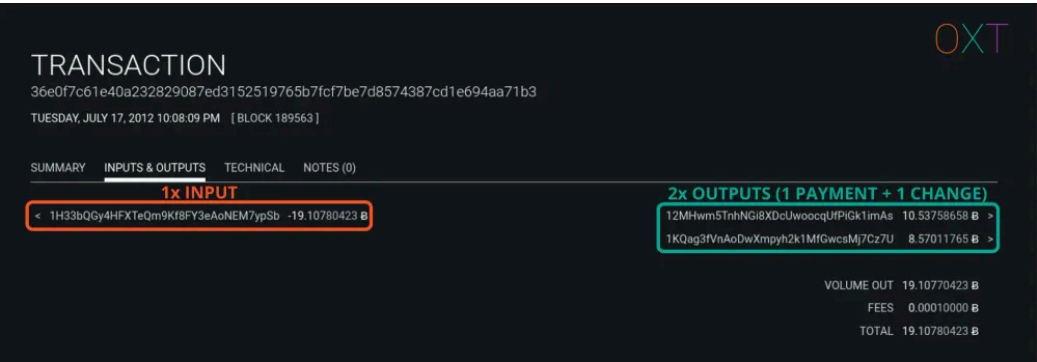 OXT
TRANSACTION
36e0f7c61e40a232829087ed3152519765b7fcf7be7d8574387cd1e694aa71b3
TUESDAY, JULY 17, 2012 10:08:09 PM [ BLOCK 189563 ]
SUMMARY INPUTS & OUTPUTS TECHNICAL NOTES (0)
1x INPUT
2x OUTPUTS (1 PAYMENT + 1 CHANGE)
< 1H33bQGy4HFXTeQm9Kf8FY3eAoNEM7ypSb -19.10780423 Ƀ
12MHwm5TnhNGi8XDcUwoocqUfPiGk1imAs 10.53758658 Ƀ >
1KQag3fVnAoDwXmpyh2k1MfGwcsMj7Cz7U 8.57011765 Ƀ >
VOLUME OUT 19.10770423 Ƀ
FEES 0.00010000 Ƀ
TOTAL 19.10780423 Ƀ